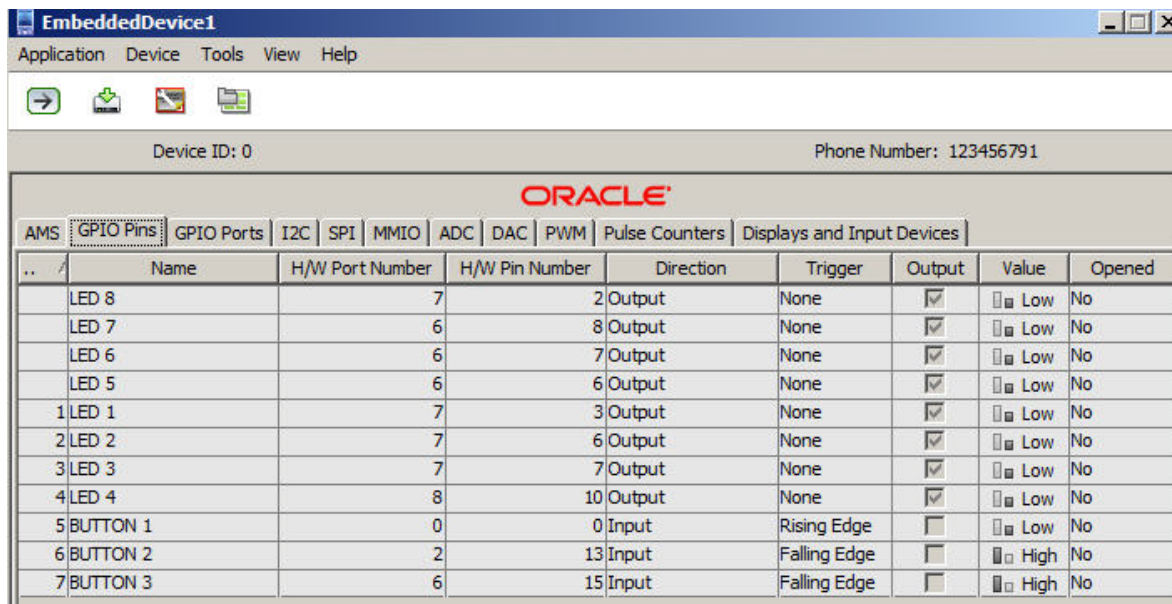 EmbeddedDevice1
Application Device Tools View Help
Device ID: 0 Phone Number: 123456791
ORACLE
AMS GPIO Pins GPIO Ports I2C SPI MMIO ADC DAC PWM Pulse Counters Displays and Input Devices
.. Name H/W Port Number H/W Pin Number Direction Trigger Output Value Opened
LED 8 7 2 Output None Low No
LED 7 6 8 Output None Low No
LED 6 6 7 Output None Low No
LED 5 6 6 Output None Low No
1 LED 1 7 3 Output None Low No
2 LED 2 7 6 Output None Low No
3 LED 3 7 7 Output None Low No
4 LED 4 8 10 Output None Low No
5 BUTTON 1 0 0 Input Rising Edge Low No
6 BUTTON 2 2 13 Input Falling Edge High No
7 BUTTON 3 6 15 Input Falling Edge High No